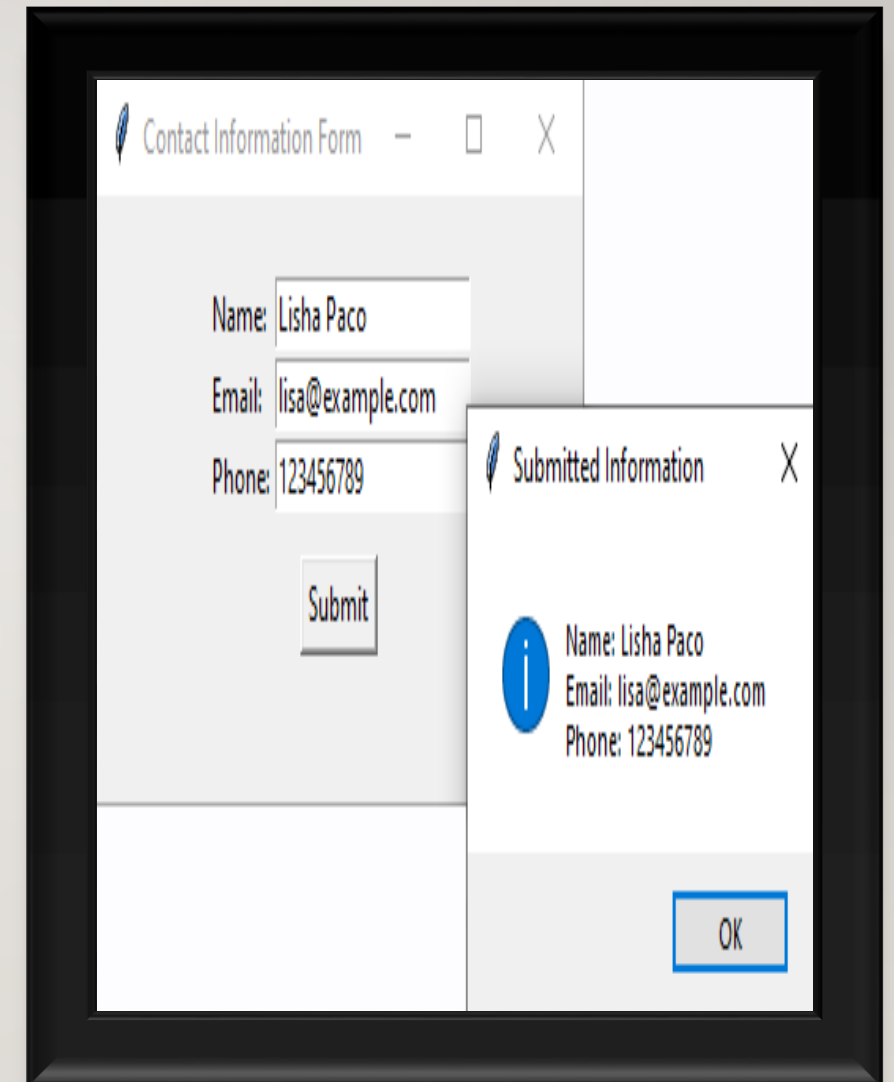 Contact Information Form
Name: Lisha Paco
Email: lisa@example.com
Phone: 123456789
Submit
Submitted Information
Name: Lisha Paco
Email: lisa@example.com
Phone: 123456789
OK